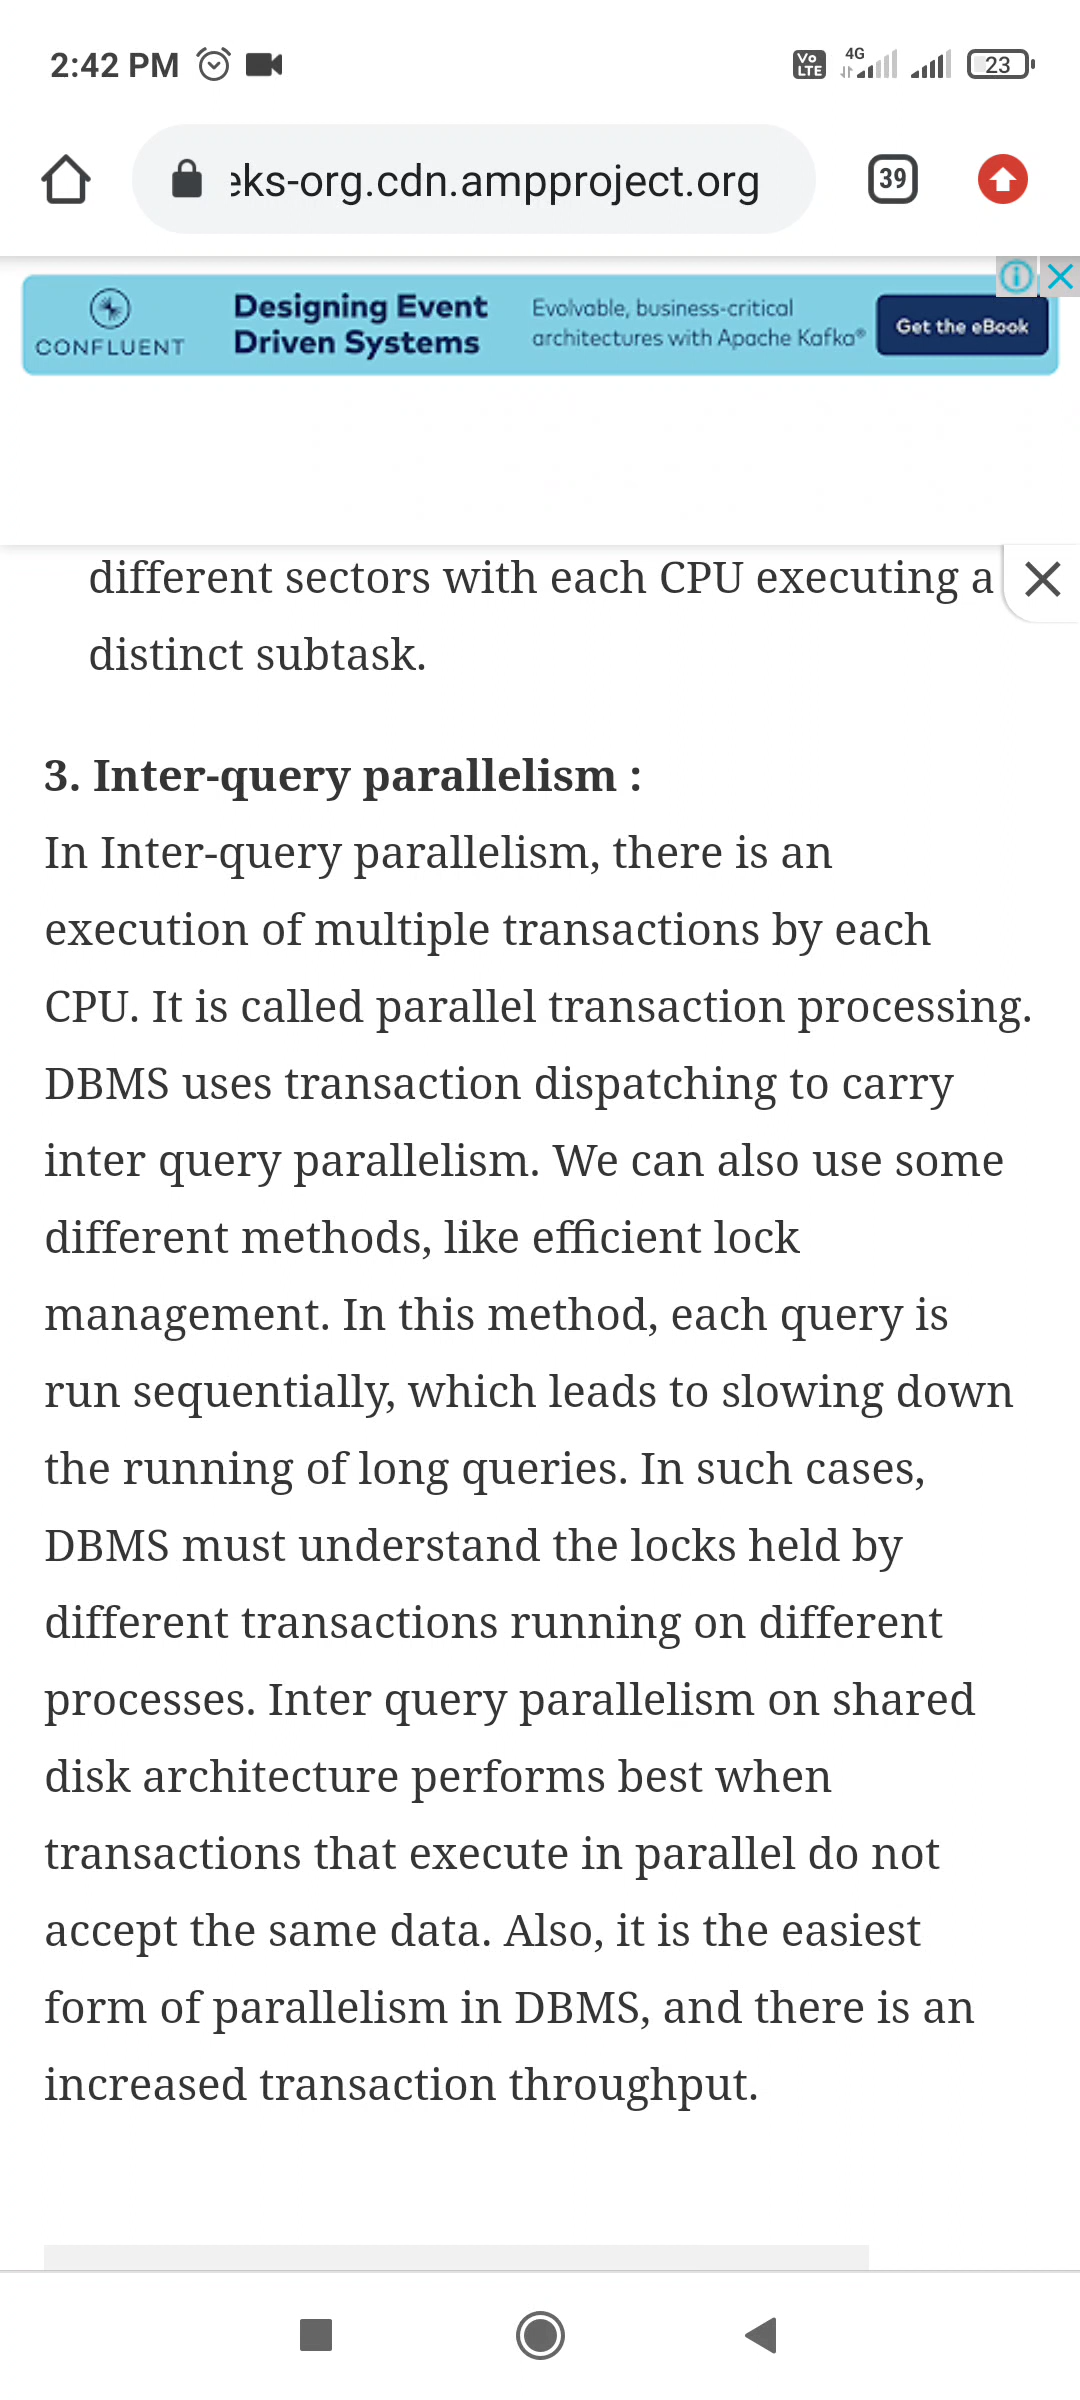 2:42 PM
Vo LTE
4G
23
eks-org.cdn.ampproject.org
39
CONFLUENT
Designing Event
Driven Systems
Evolvable, business-critical
architectures with Apache Kafka®
Get the eBook
different sectors with each CPU executing a
distinct subtask.
3. Inter-query parallelism :
In Inter-query parallelism, there is an
execution of multiple transactions by each
CPU. It is called parallel transaction processing.
DBMS uses transaction dispatching to carry
inter query parallelism. We can also use some
different methods, like efficient lock
management. In this method, each query is
run sequentially, which leads to slowing down
the running of long queries. In such cases,
DBMS must understand the locks held by
different transactions running on different
processes. Inter query parallelism on shared
disk architecture performs best when
transactions that execute in parallel do not
accept the same data. Also, it is the easiest
form of parallelism in DBMS, and there is an
increased transaction throughput.